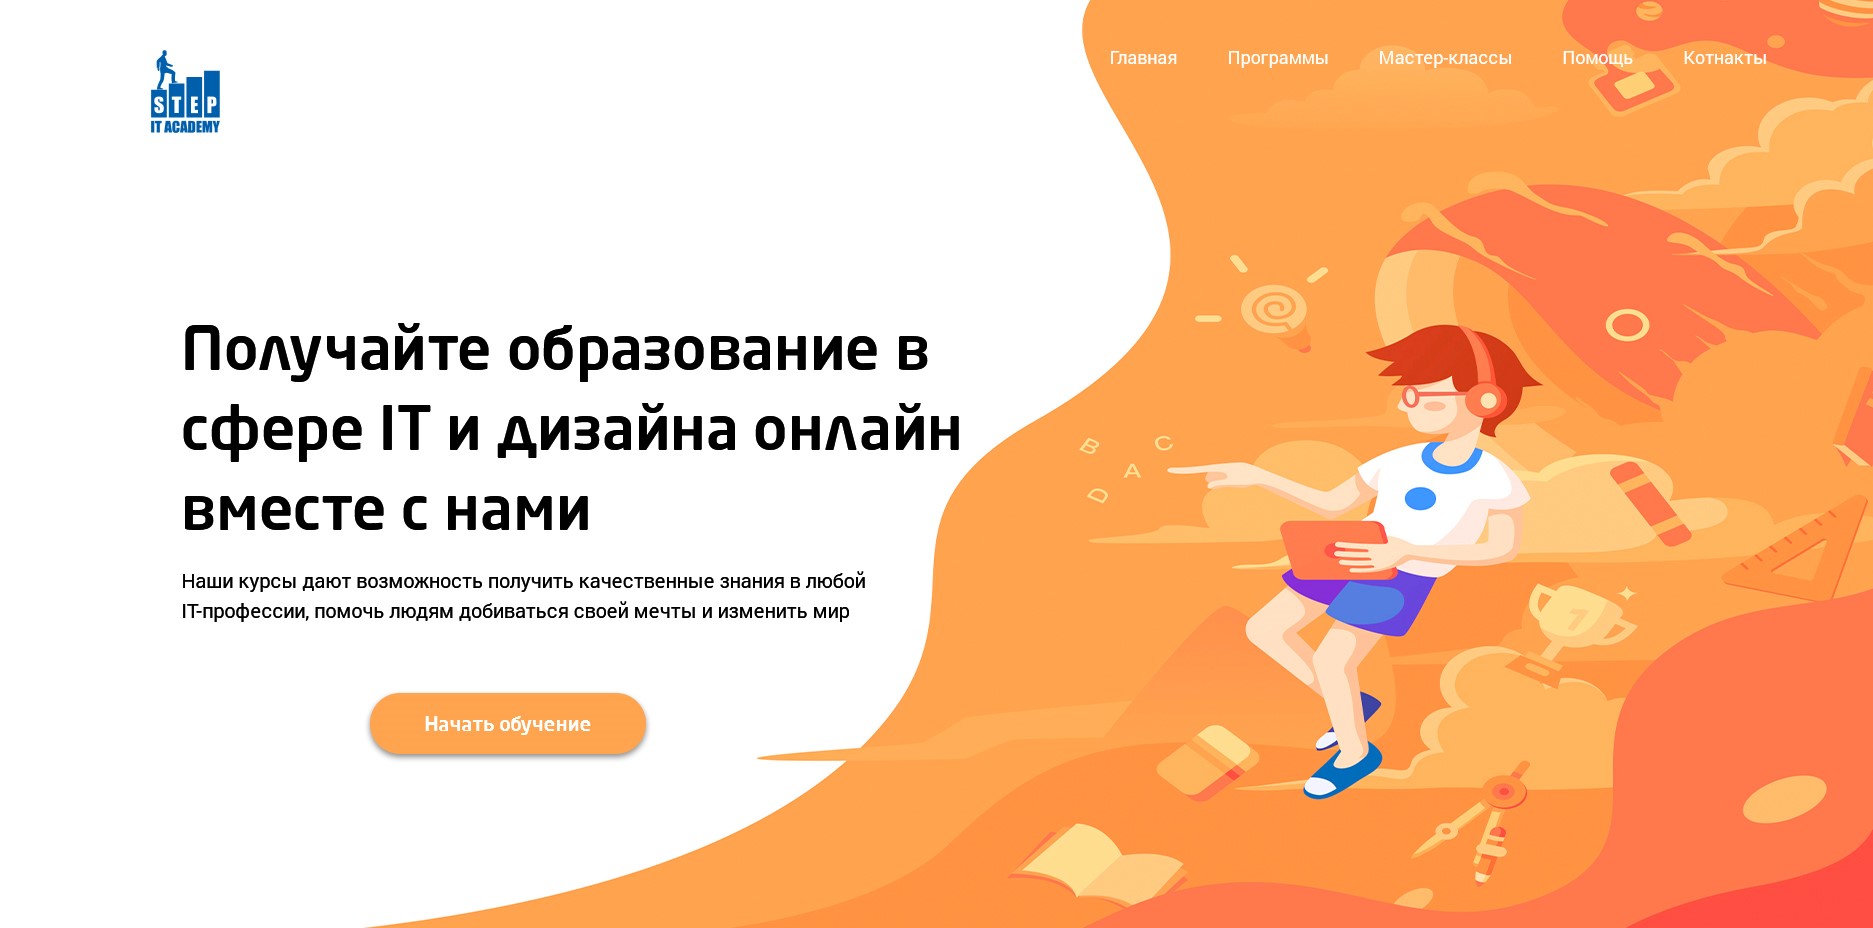 STEP
IT ACADEMY
Главная Программы Мастер-классы Помощь Котнакты
Получайте образование в
сфере IT и дизайна онлайн
вместе с нами
Наши курсы дают возможность получить качественные знания в любой
IT-профессии, помочь людям добиваться своей мечты и изменить мир
Начать обучение
B
C
A
D
1